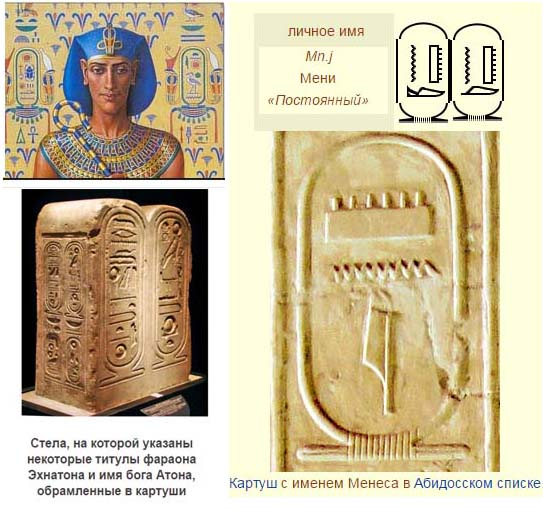 личное имя
Mn.j
Мени
«Постоянный»
Стела, на которой указаны
некоторые титулы фараона
Эхнатона и имя бога Атона,
обрамленные в картуши
Картуш с именем Менеса в Абидосском списке